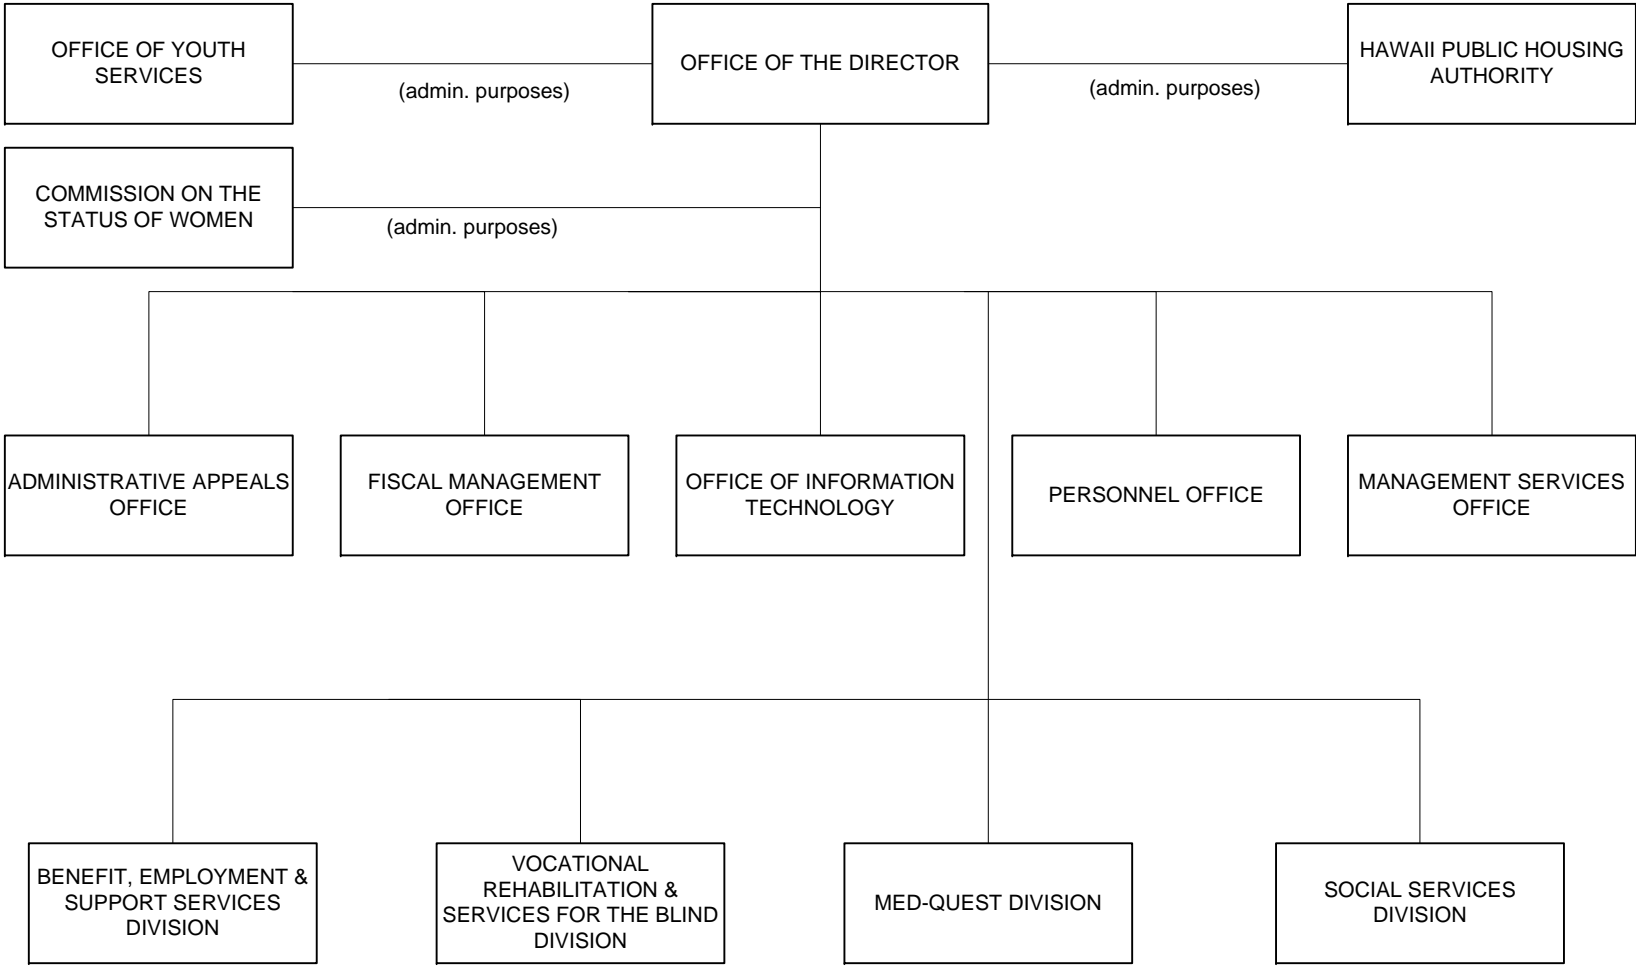 OFFICE OF YOUTH
SERVICES
(admin. purposes)
OFFICE OF THE DIRECTOR
(admin. purposes)
HAWAII PUBLIC HOUSING
AUTHORITY
COMMISSION ON THE
STATUS OF WOMEN
(admin. purposes)
ADMINISTRATIVE APPEALS
OFFICE
FISCAL MANAGEMENT
OFFICE
OFFICE OF INFORMATION
TECHNOLOGY
PERSONNEL OFFICE
MANAGEMENT SERVICES
OFFICE
BENEFIT, EMPLOYMENT &
SUPPORT SERVICES
DIVISION
VOCATIONAL
REHABILITATION &
SERVICES FOR THE BLIND
DIVISION
MED-QUEST DIVISION
SOCIAL SERVICES
DIVISION